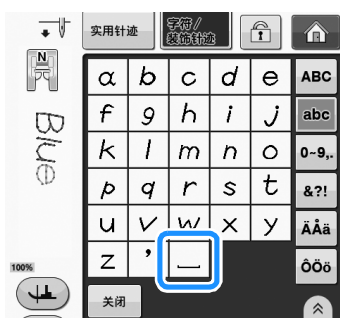 实用针迹
字符/
装饰针迹
N
Blue
100%
a b c d e
f g h i j
k l m n o
p q r s t
u v w x y
z ' ⎵
关闭
ABC
abc
0~9,.
&?!
ÄÅä
ÔÖö